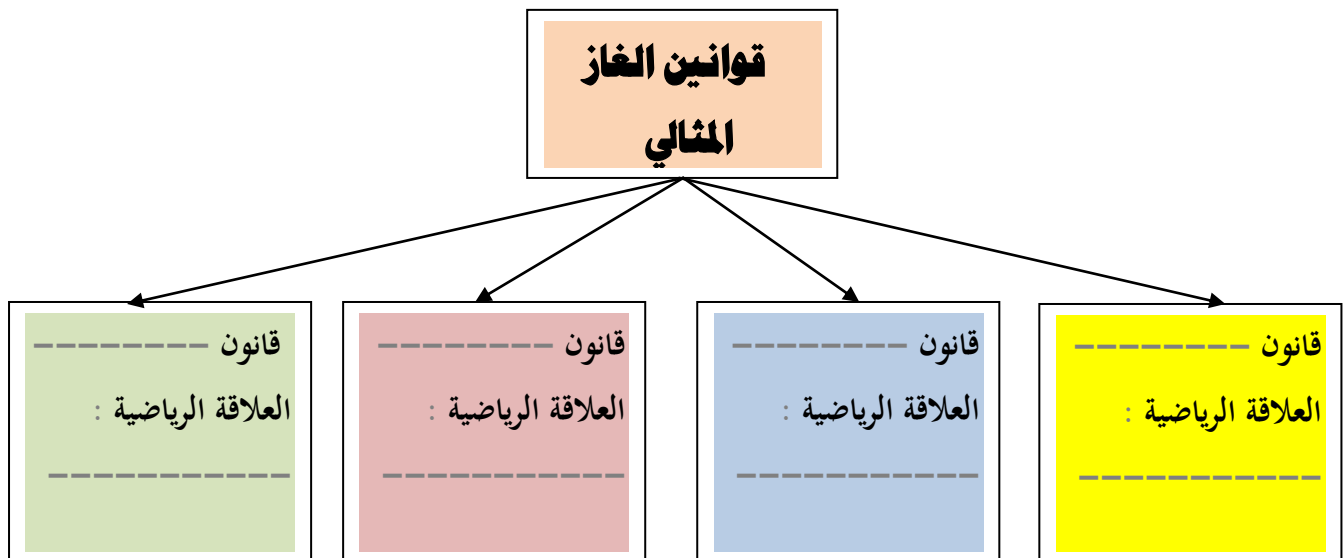 قوانين الغاز
المثالي
قانون --------
العلاقة الرياضية :
-----------
قانون --------
العلاقة الرياضية :
-----------
قانون --------
العلاقة الرياضية :
-----------
قانون --------
العلاقة الرياضية :
-----------